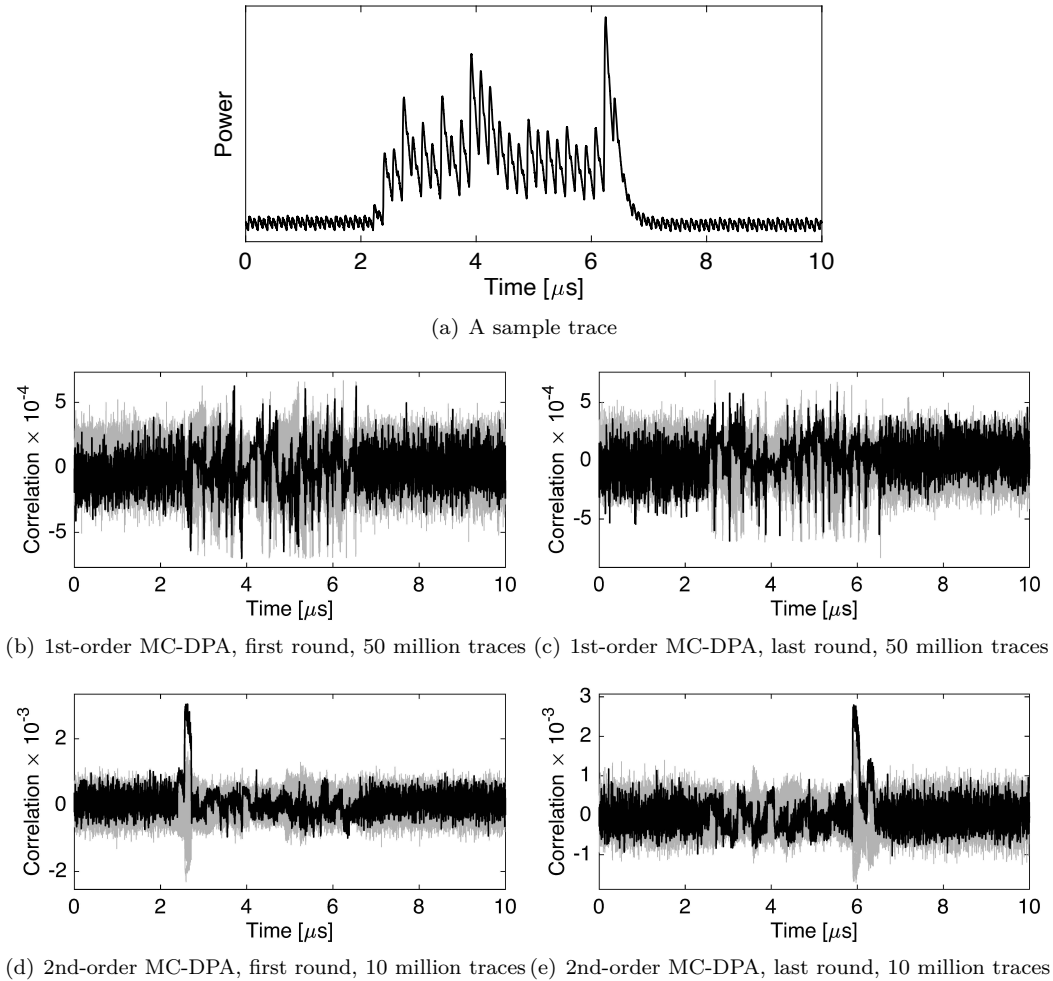 Power
0 2 4 6 8 10
Time [μs]
(a) A sample trace
Correlation × 10⁻⁴
5
0
-5
0 2 4 6 8 10
Time [μs]
Correlation × 10⁻⁴
5
0
-5
0 2 4 6 8 10
Time [μs]
(b) 1st-order MC-DPA, first round, 50 million traces
(c) 1st-order MC-DPA, last round, 50 million traces
Correlation × 10⁻³
2
0
-2
0 2 4 6 8 10
Time [μs]
Correlation × 10⁻³
3
2
1
0
-1
0 2 4 6 8 10
Time [μs]
(d) 2nd-order MC-DPA, first round, 10 million traces
(e) 2nd-order MC-DPA, last round, 10 million traces